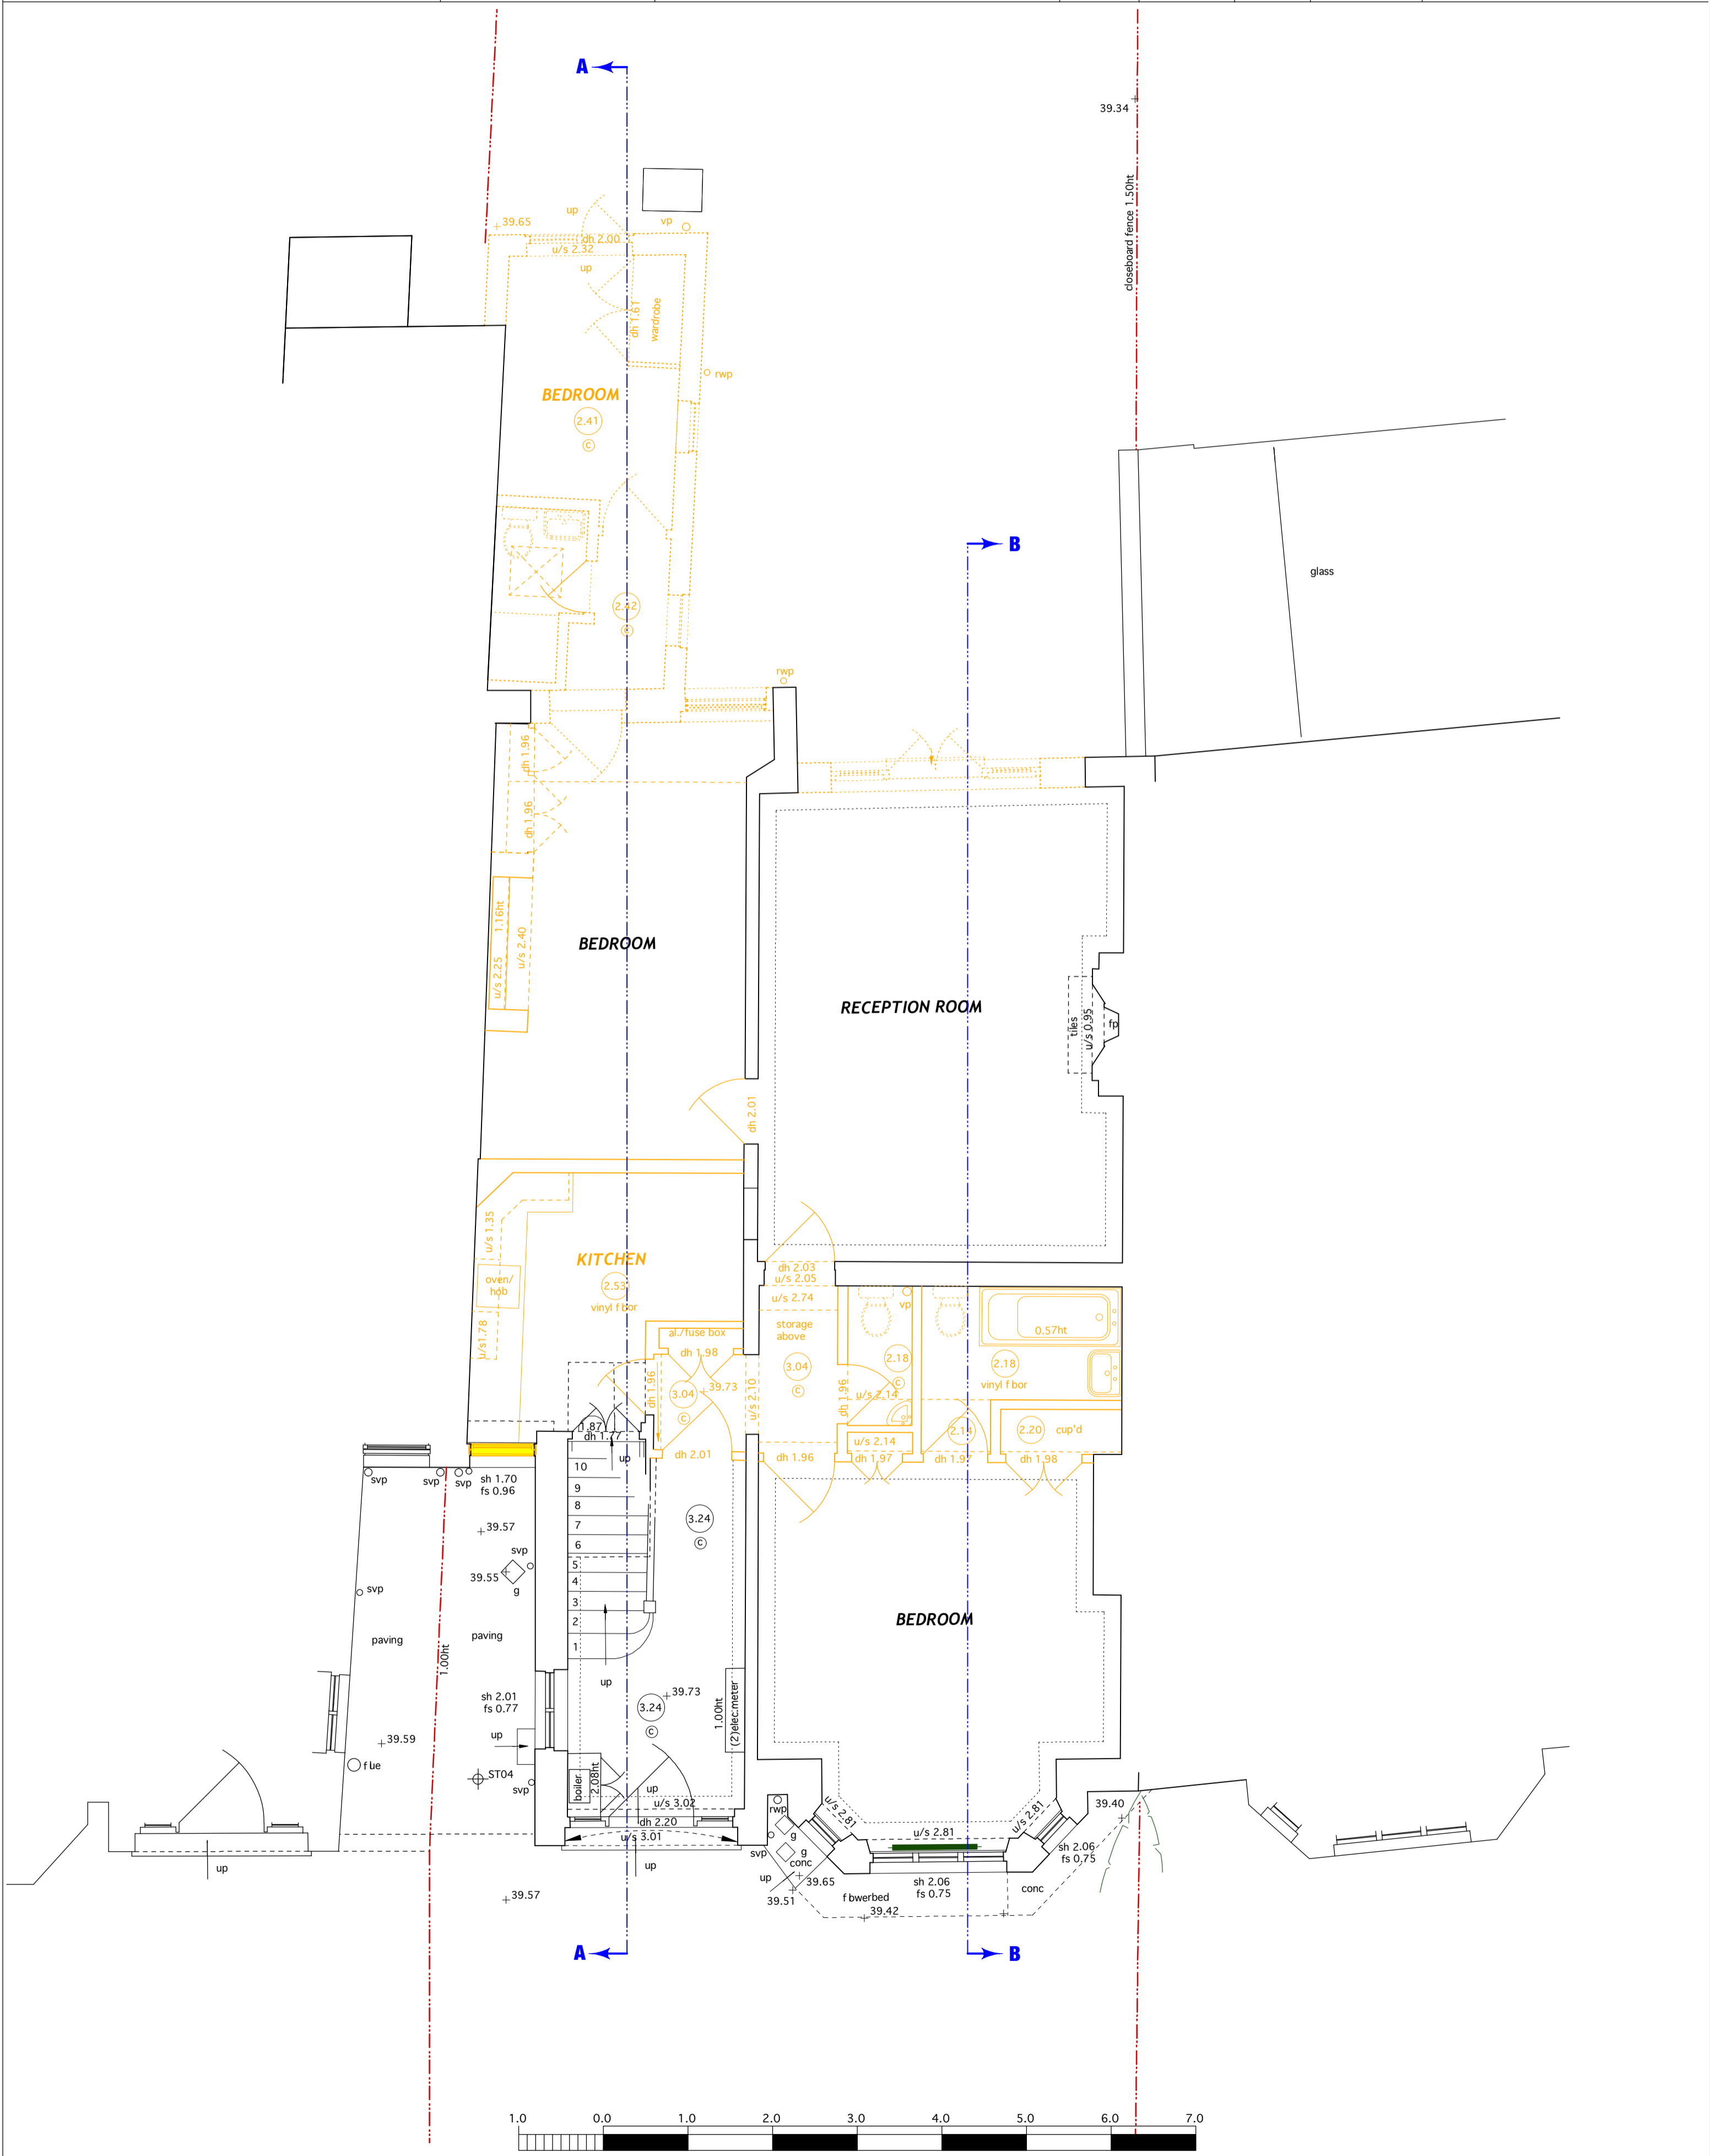 A
39.34
closeboard fence 1.50ht
39.65
up
vp
dh 2.00
u/s 2.32
up
dh 1.61
wardrobe
rwp
BEDROOM
2.41
c
B
glass
2.42
c
rwp
dh 1.96
dh 1.96
1.16ht
u/s 2.40
u/s 2.25
BEDROOM
RECEPTION ROOM
tiles
u/s 0.95
fp
dh 2.01
u/s 1.35
KITCHEN
2.53
vinyl f bor
oven/
hob
u/s1.78
dh 2.03
u/s 2.05
u/s 2.74
storage
above
vp
0.57ht
al./fuse box
dh 1.98
3.04
c
2.18
c
2.18
vinyl f bor
dh 1.96
3.04
c
39.73
u/s 2.10
dh 1.96
u/s 2.14
1.87
dh 1.77
up
dh 2.01
dh 1.96
u/s 2.14
dh 1.97
2.14
dh 1.97
2.20
cup'd
dh 1.98
svp
svp
svp
sh 1.70
fs 0.96
10
9
8
7
6
5
4
3
2
1
3.24
c
39.57
svp
39.55
g
svp
paving
paving
1.00ht
BEDROOM
up
sh 2.01
fs 0.77
39.73
3.24
c
1.00ht
(2)elec.meter
up
39.59
f lue
ST04
svp
boiler
2.08ht
up
u/s 3.02
dh 2.20
u/s 3.01
up
up
rwp
g
svp
g
conc
up
39.65
39.51
u/s 2.81
u/s 2.81
u/s 2.81
39.40
sh 2.06
fs 0.75
sh 2.06
fs 0.75
conc
f bwerbed
39.42
39.57
A
B
1.0 0.0 1.0 2.0 3.0 4.0 5.0 6.0 7.0